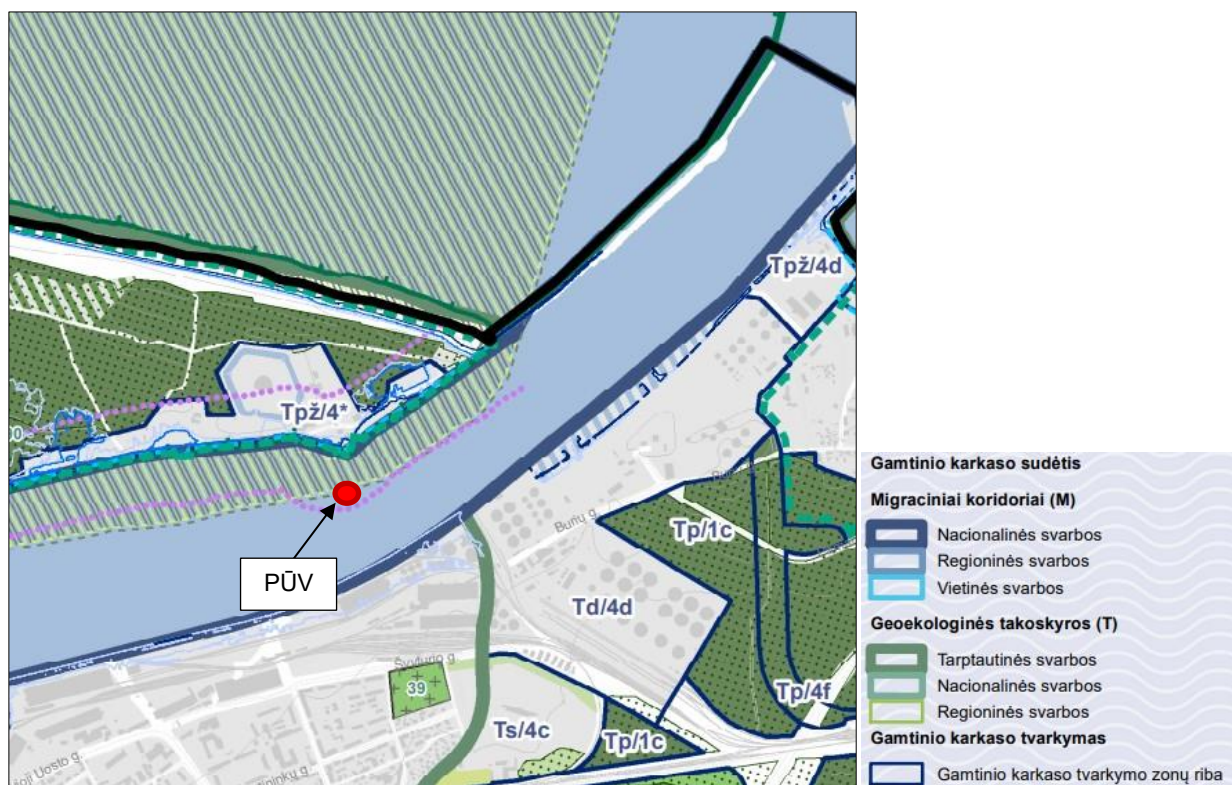 Tpž/4d
Tpž/4*
PŪV
Burių g.
Tp/1c
Td/4d
Švyturio g.
39
Tp/4f
Ts/4c
Tp/1c
Gamtinio karkaso sudėtis
Migraciniai koridoriai (M)
Nacionalinės svarbos
Regioninės svarbos
Vietinės svarbos
Geoekologinės takoskyros (T)
Tarptautinės svarbos
Nacionalinės svarbos
Regioninės svarbos
Gamtinio karkaso tvarkymas
Gamtinio karkaso tvarkymo zonų riba